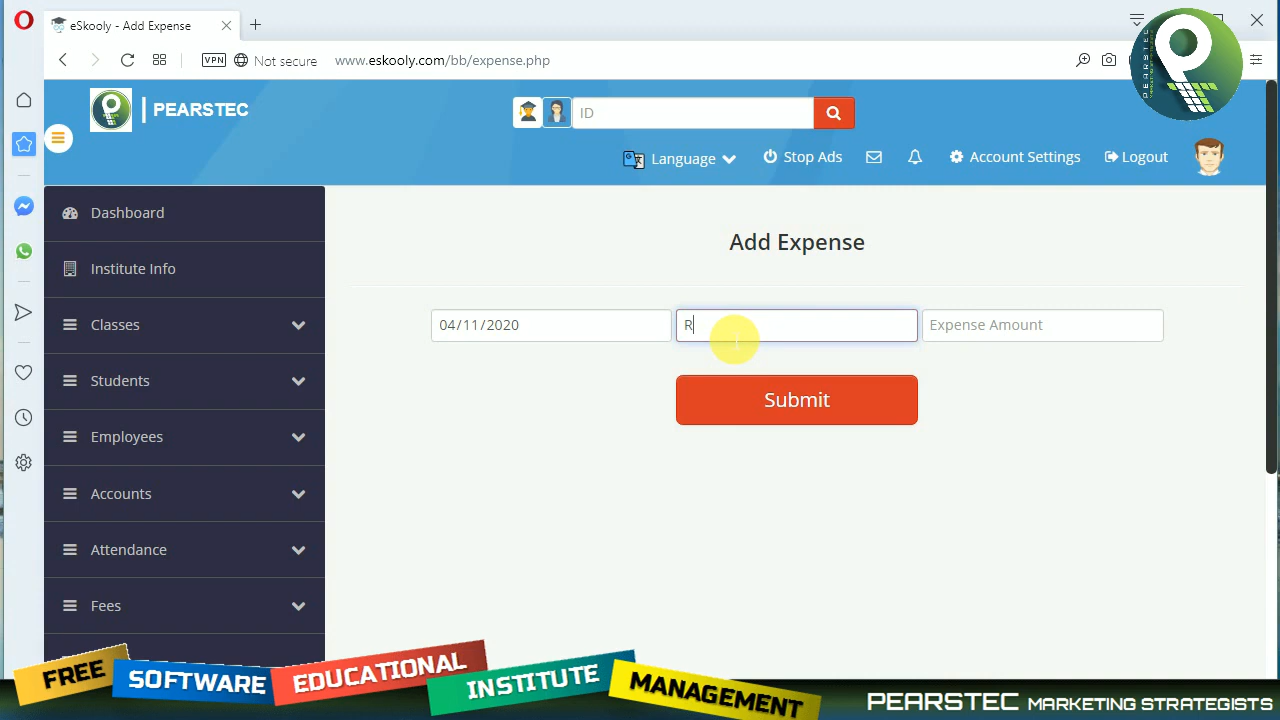 eSkooly - Add Expense
VPN Not secure www.eskooly.com/bb/expense.php
PEARSTEC
ID
Language Stop Ads Account Settings Logout
Dashboard
Institute Info
Classes
Students
Employees
Accounts
Attendance
Fees
Add Expense
04/11/2020 R Expense Amount
Submit
FREE SOFTWARE EDUCATIONAL INSTITUTE MANAGEMENT
PEARSTEC MARKETING STRATEGISTS
PEARSTEC